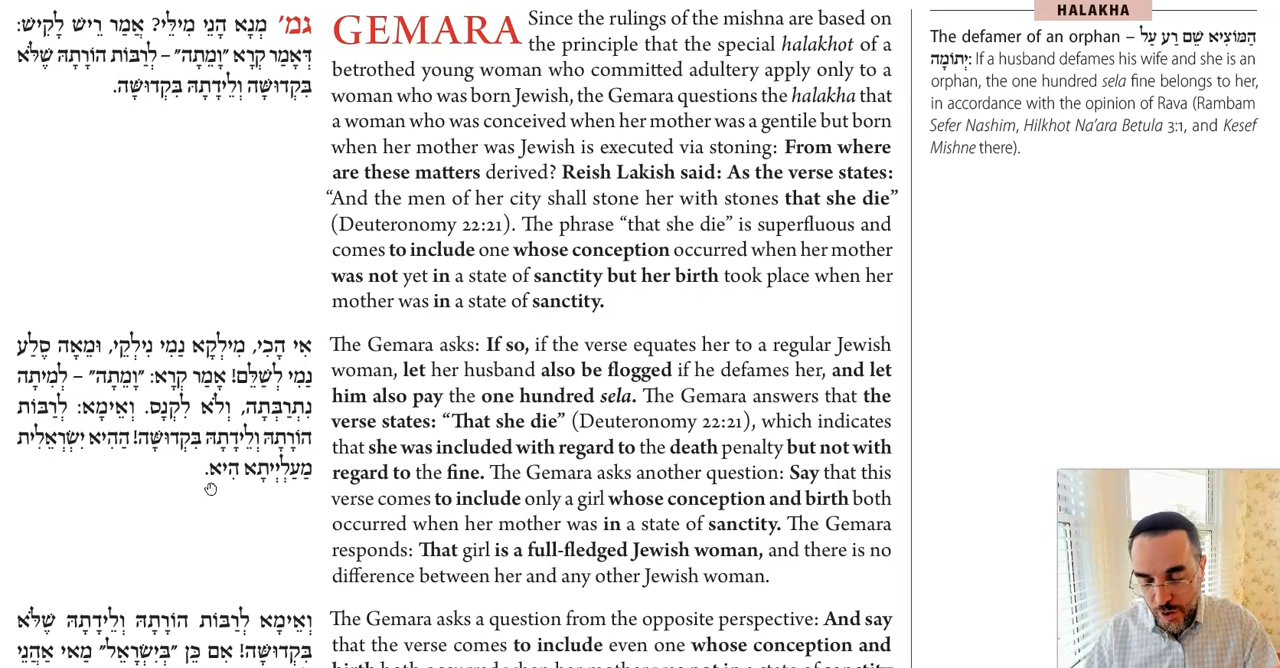 גמ׳ מְנָא הָנֵי מִילֵּי? אֲמַר רֵישׁ לָקִישׁ:
דְּאָמַר קְרָא ״וָמֵתָה״ – לְרַבּוֹת הוֹרָתָהּ שֶׁלֹּא
בִּקְדוּשָּׁה וְלֵידָתָהּ בִּקְדוּשָּׁה.
אִי הָכִי, מִילְקָא נַמִי נִילְקֵי, וּמֵאָה סֶלַע
נַמִי לְשַׁלֵּם! אָמַר קְרָא: ״וָמֵתָה״ – לְמִיתָה
נִתְרַבְּתָה, וְלֹא לִקְנָס. וְאֵימָא: לְרַבּוֹת
הוֹרָתָהּ וְלֵידָתָהּ בִּקְדוּשָּׁה! הַהִיא יִשְׂרְאֵלִית
מְעַלַּיְיתָא הִיא.
וְאֵימָא לְרַבּוֹת הוֹרָתָהּ וְלֵידָתָהּ שֶׁלֹּא
בִּקְדוּשָּׁה! אִם כֵּן ״בְּיִשְׂרָאֵל״ מַאי אַהֲנֵי
GEMARA Since the rulings of the mishna are based on
the principle that the special halakhot of a
betrothed young woman who committed adultery apply only to a
woman who was born Jewish, the Gemara questions the halakha that
a woman who was conceived when her mother was a gentile but born
when her mother was Jewish is executed via stoning: From where
are these matters derived? Reish Lakish said: As the verse states:
“And the men of her city shall stone her with stones that she die”
(Deuteronomy 22:21). The phrase “that she die” is superfluous and
comes to include one whose conception occurred when her mother
was not yet in a state of sanctity but her birth took place when her
mother was in a state of sanctity.
The Gemara asks: If so, if the verse equates her to a regular Jewish
woman, let her husband also be flogged if he defames her, and let
him also pay the one hundred sela. The Gemara answers that the
verse states: “That she die” (Deuteronomy 22:21), which indicates
that she was included with regard to the death penalty but not with
regard to the fine. The Gemara asks another question: Say that this
verse comes to include only a girl whose conception and birth both
occurred when her mother was in a state of sanctity. The Gemara
responds: That girl is a full-fledged Jewish woman, and there is no
difference between her and any other Jewish woman.
The Gemara asks a question from the opposite perspective: And say
that the verse comes to include even one whose conception and
birth both occurred when her mother was not in a state of sanctity
HALAKHA
The defamer of an orphan – הַמּוֹצִיא שֵׁם רַע עַל
יְתוֹמָה: If a husband defames his wife and she is an
orphan, the one hundred sela fine belongs to her,
in accordance with the opinion of Rava (Rambam
Sefer Nashim, Hilkhot Na’ara Betula 3:1, and Kesef
Mishne there).